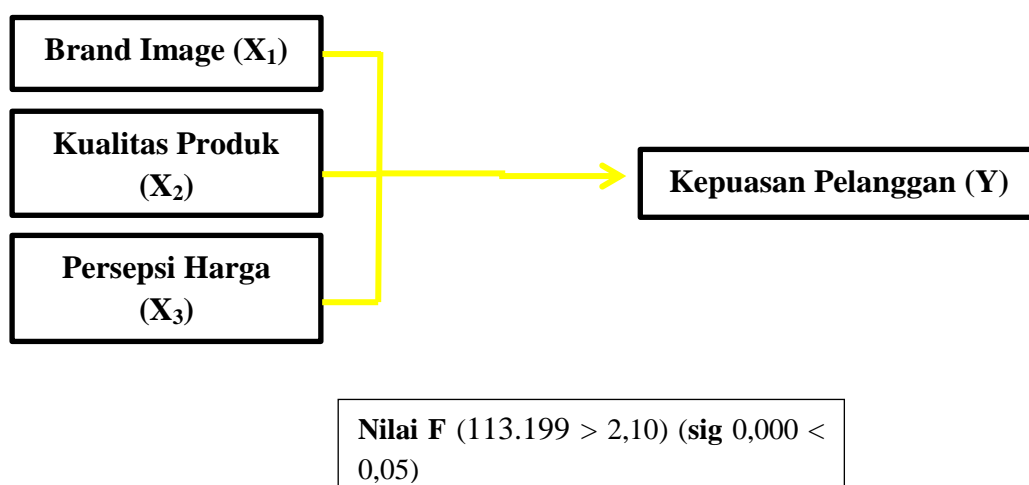 Brand Image (X₁)
Kualitas Produk
(X₂)
Persepsi Harga
(X₃)
Kepuasan Pelanggan (Y)
Nilai F (113.199 > 2,10) (sig 0,000 <
0,05)